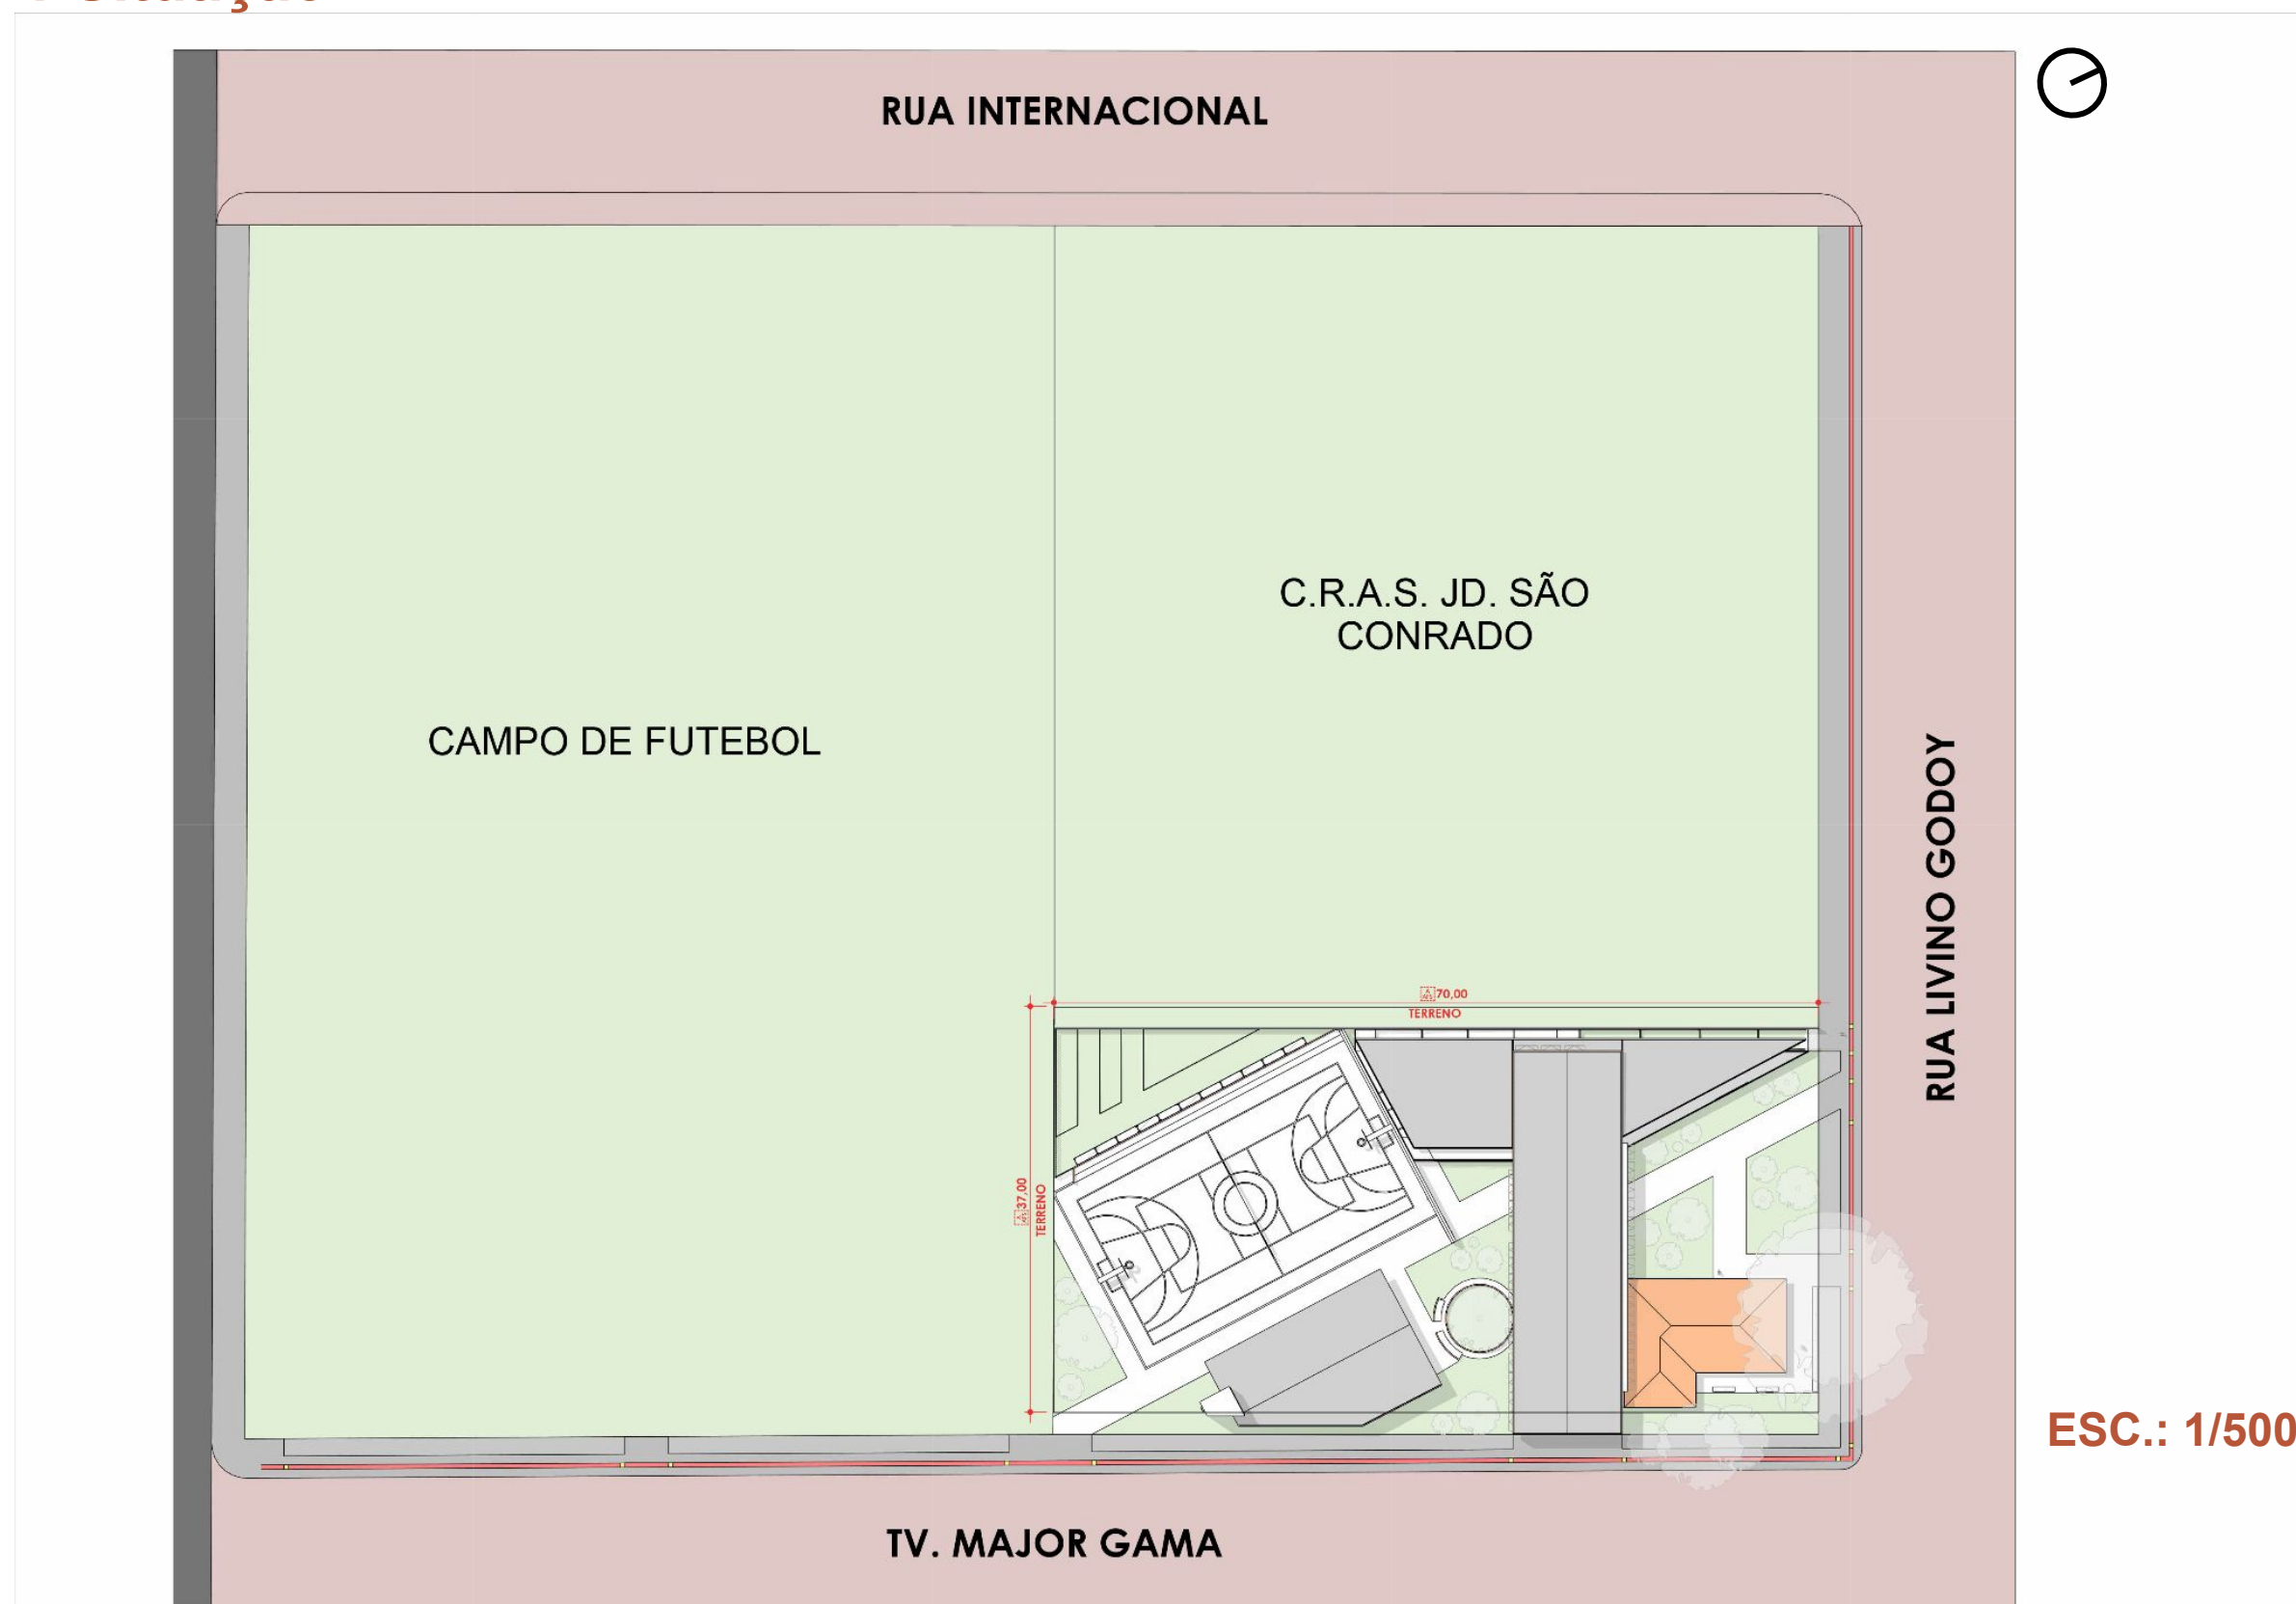 RUA INTERNACIONAL
C.R.A.S. JD. SÃO
CONRADO
CAMPO DE FUTEBOL
RUA LIVINO GODOY
70,00
TERRENO
37,00
TERRENO
ESC.: 1/500
TV. MAJOR GAMA